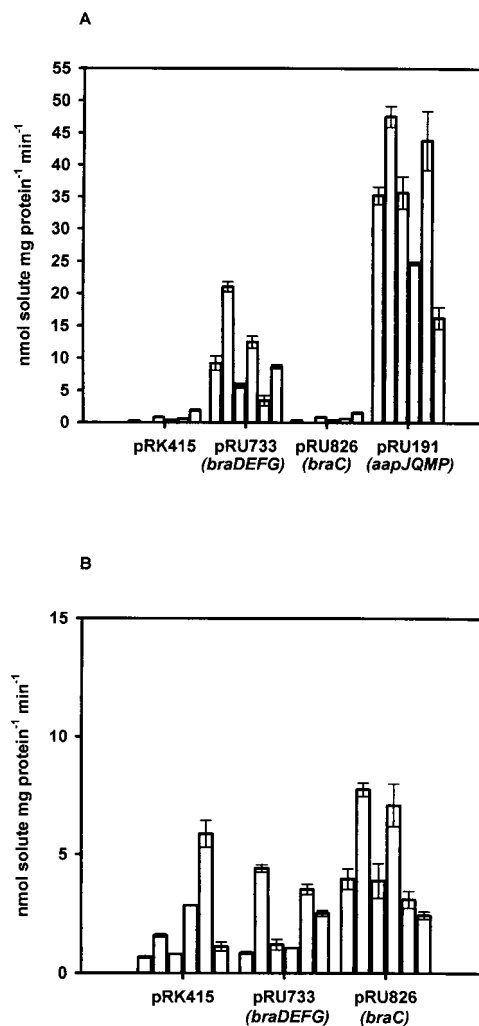 A
nmol solute mg protein⁻¹ min⁻¹
55
50
45
40
35
30
25
20
15
10
5
0
pRK415 pRU733 pRU826 pRU191
(braDEFG) (braC) (aapJQMP)
B
nmol solute mg protein⁻¹ min⁻¹
15
10
5
0
pRK415 pRU733 pRU826
(braDEFG) (braC)